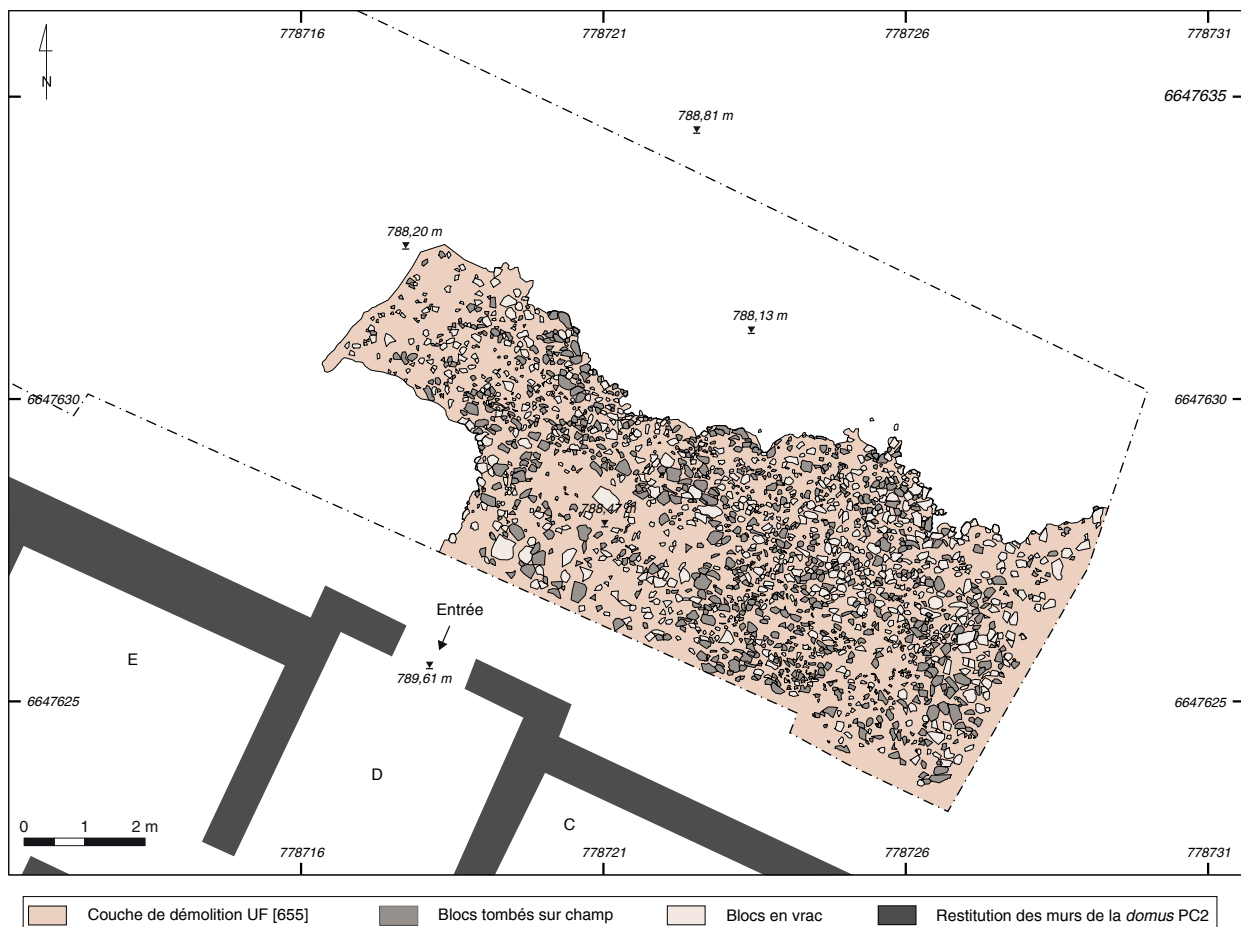 778716 778721 778726 778731
N
6647635
788,81 m
788,20 m
788,13 m
6647630 6647630
788,47 m
Entrée
E
789,61 m
6647625 6647625
D
C
0 1 2 m
778716 778721 778726 778731
Couche de démolition UF [655] Blocs tombés sur champ Blocs en vrac Restitution des murs de la domus PC2